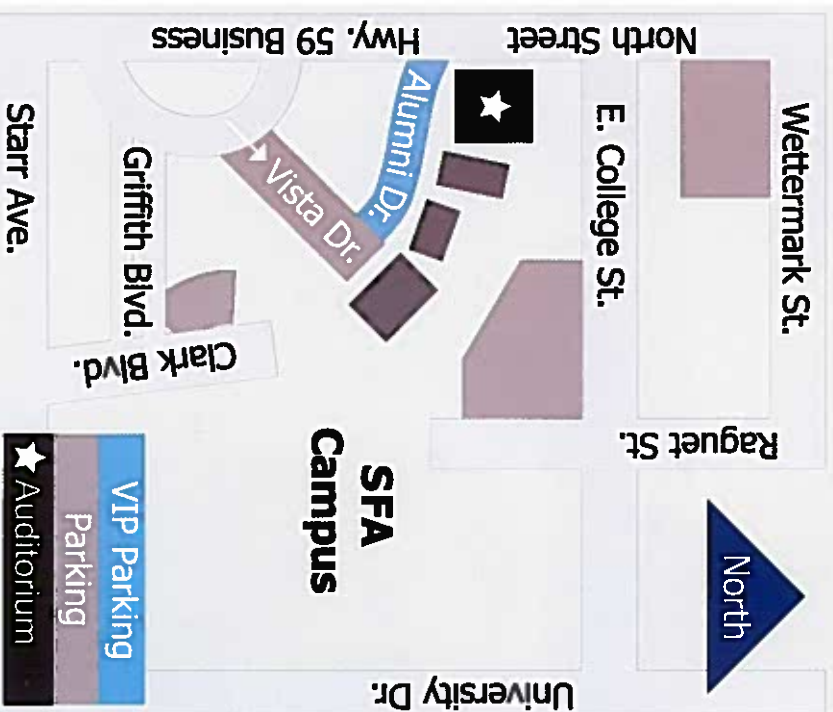 Wettermark St.
North Street
E. College St.
Raguet St.
North
Hwy. 59 Business
Alumni Dr.
Vista Dr.
SFA
Campus
Griffith Blvd.
Clark Blvd.
Starr Ave.
University Dr.
VIP Parking
Parking
Auditorium